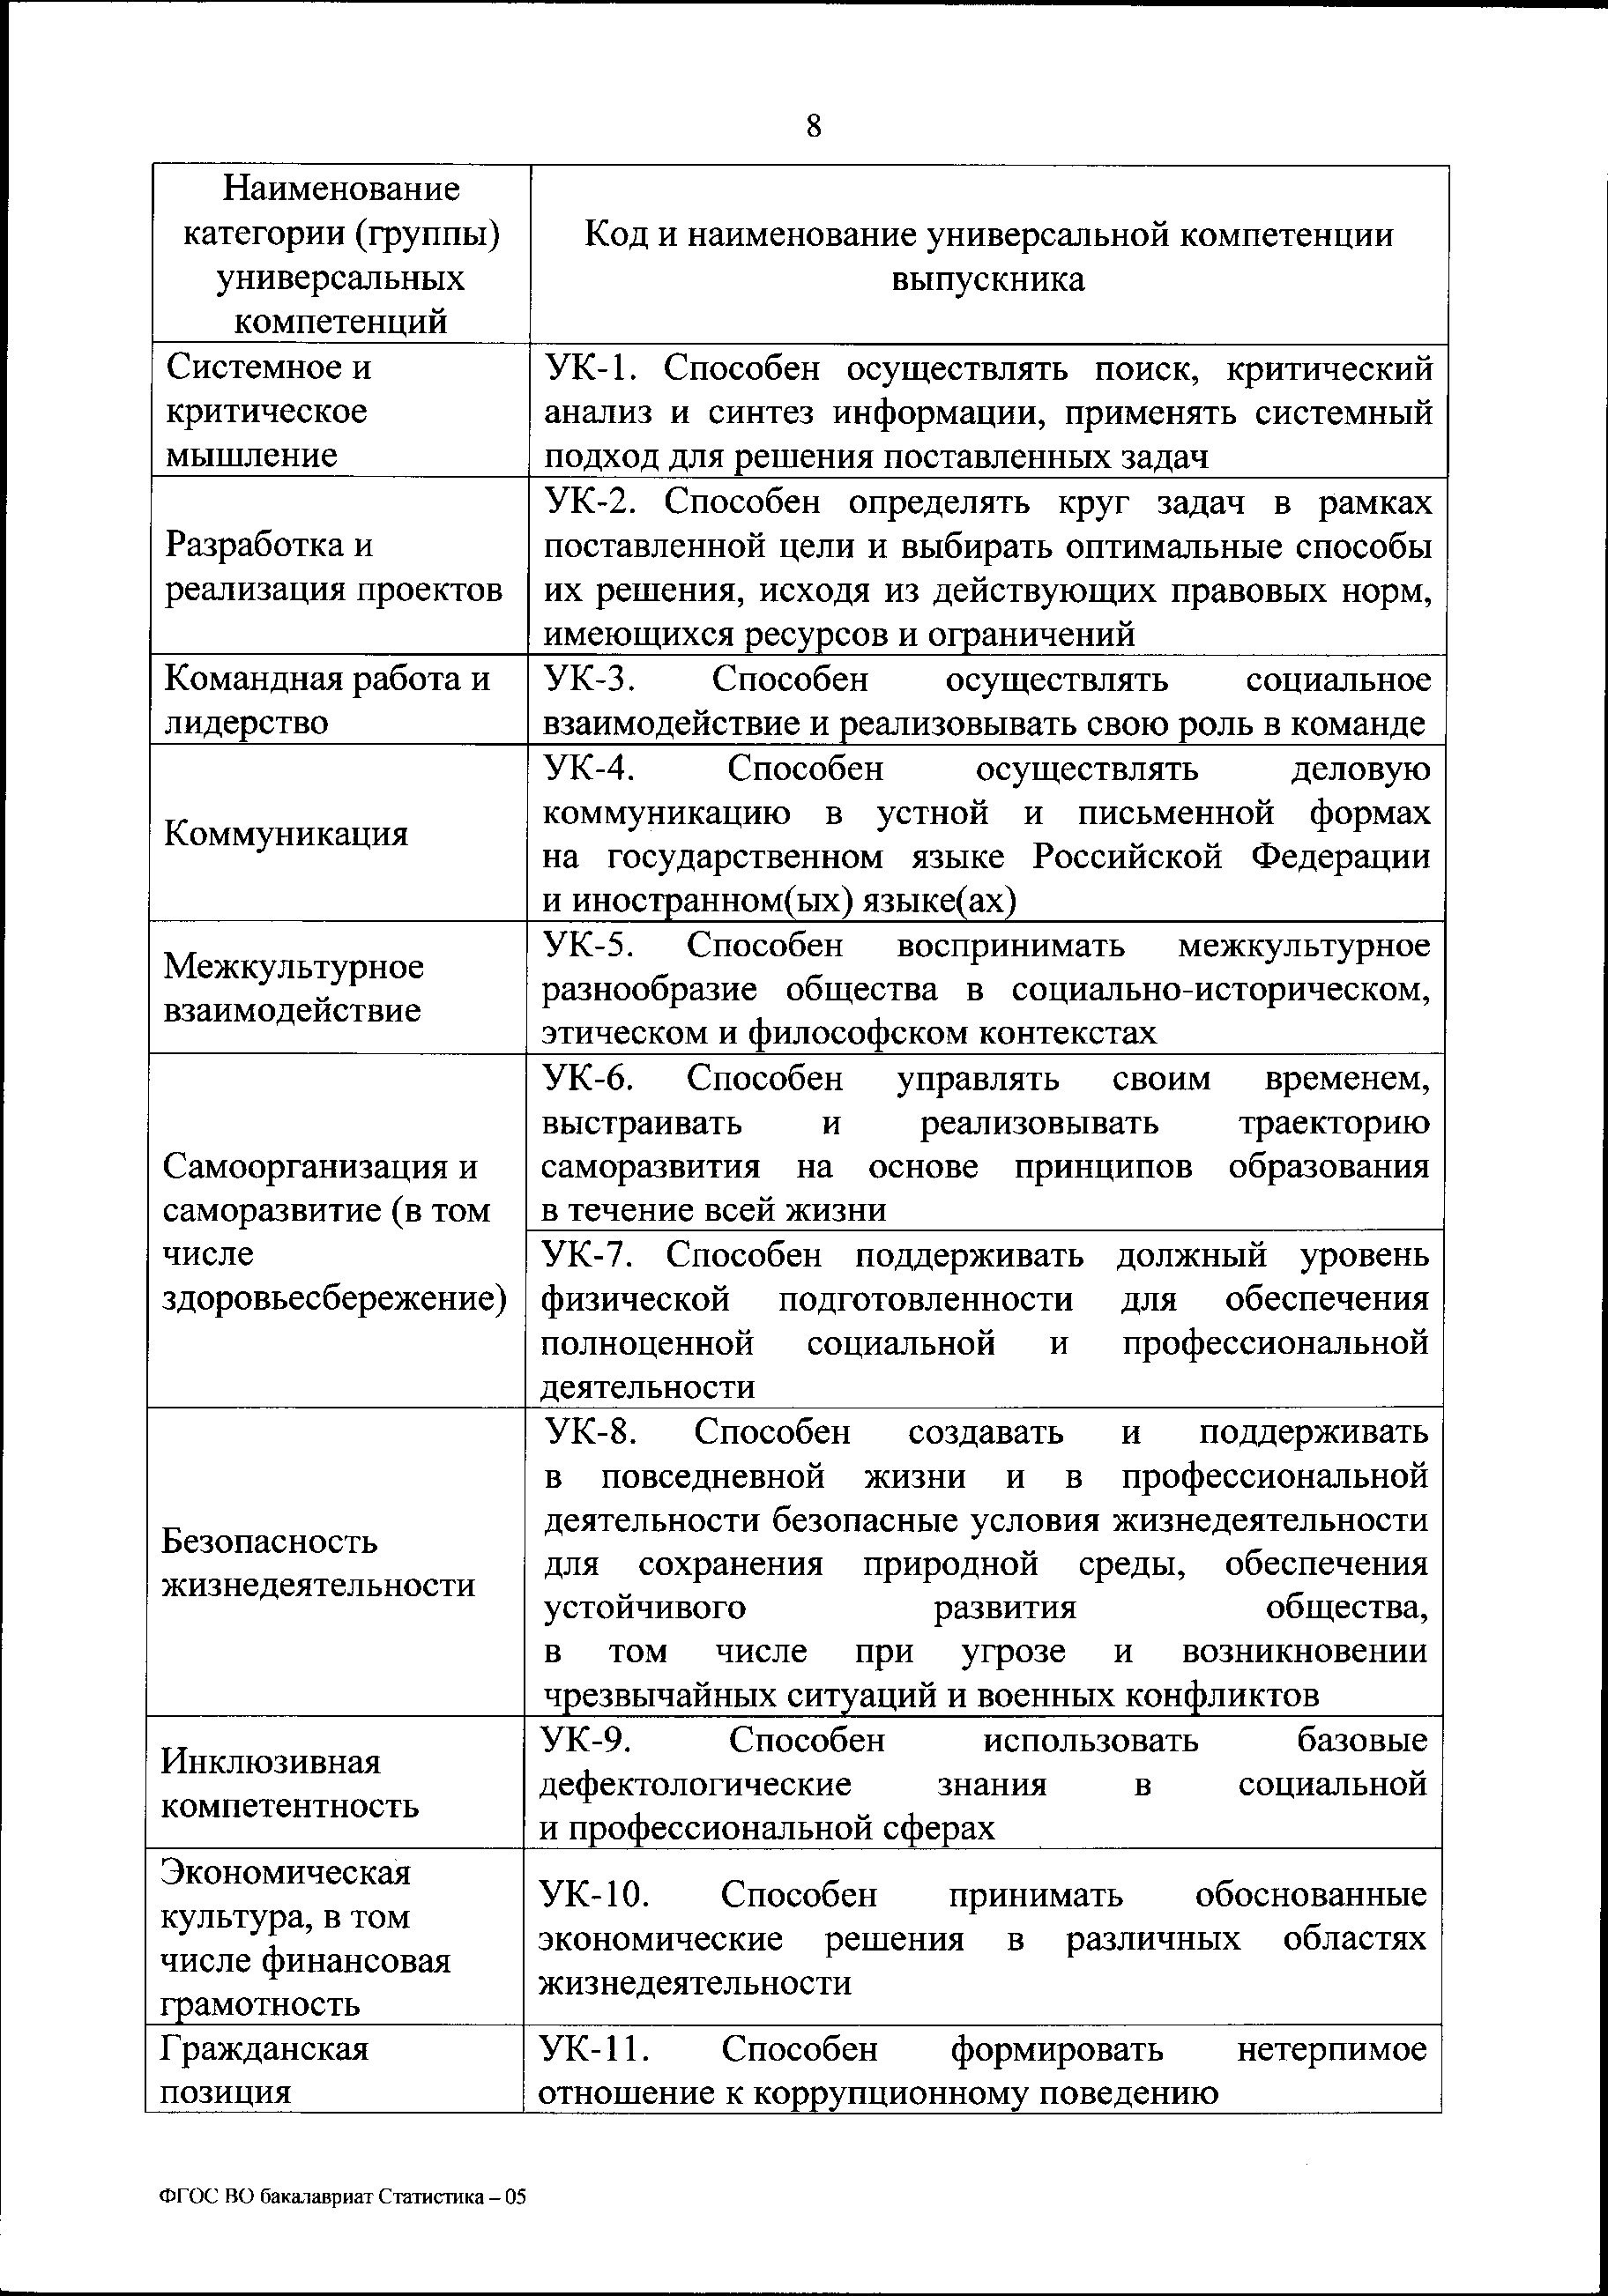 8
Наименование
категории (группы)
универсальных
компетенций
Код и наименование универсальной компетенции
выпускника
Системное и
критическое
мышление
УК-1. Способен осуществлять поиск, критический
анализ и синтез информации, применять системный
подход для решения поставленных задач
Разработка и
реализация проектов
УК-2. Способен определять круг задач в рамках
поставленной цели и выбирать оптимальные способы
их решения, исходя из действующих правовых норм,
имеющихся ресурсов и ограничений
Командная работа и
лидерство
УК-3. Способен осуществлять социальное
взаимодействие и реализовывать свою роль в команде
Коммуникация
УК-4. Способен осуществлять деловую
коммуникацию в устной и письменной формах
на государственном языке Российской Федерации
и иностранном(ых) языке(ах)
Межкультурное
взаимодействие
УК-5. Способен воспринимать межкультурное
разнообразие общества в социально-историческом,
этическом и философском контекстах
Самоорганизация и
саморазвитие (в том
числе
здоровьесбережение)
УК-6. Способен управлять своим временем,
выстраивать и реализовывать траекторию
саморазвития на основе принципов образования
в течение всей жизни
УК-7. Способен поддерживать должный уровень
физической подготовленности для обеспечения
полноценной социальной и профессиональной
деятельности
Безопасность
жизнедеятельности
УК-8. Способен создавать и поддерживать
в повседневной жизни и в профессиональной
деятельности безопасные условия жизнедеятельности
для сохранения природной среды, обеспечения
устойчивого развития общества,
в том числе при угрозе и возникновении
чрезвычайных ситуаций и военных конфликтов
Инклюзивная
компетентность
УК-9. Способен использовать базовые
дефектологические знания в социальной
и профессиональной сферах
Экономическая
культура, в том
числе финансовая
грамотность
УК-10. Способен принимать обоснованные
экономические решения в различных областях
жизнедеятельности
Гражданская
позиция
УК-11. Способен формировать нетерпимое
отношение к коррупционному поведению
ФГОС ВО бакалавриат Статистика – 05